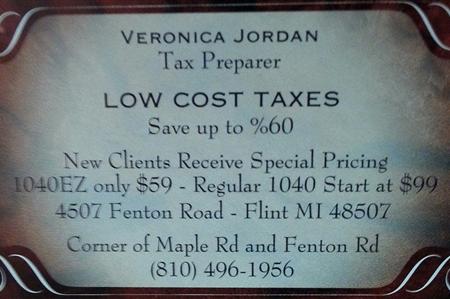 VERONICA JORDAN
Tax Preparer
LOW COST TAXES
Save up to %60
New Clients Receive Special Pricing
1040EZ only $59 - Regular 1040 Start at $99
4507 Fenton Road - Flint MI 48507
Corner of Maple Rd and Fenton Rd
(810) 496-1956